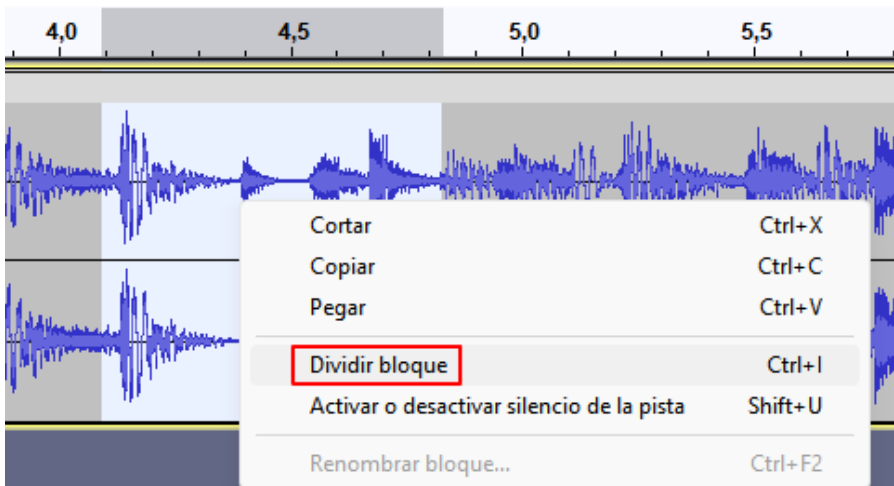 4,0 4,5 5,0 5,5
Cortar Ctrl+X
Copiar Ctrl+C
Pegar Ctrl+V
Dividir bloque Ctrl+I
Activar o desactivar silencio de la pista Shift+U
Renombrar bloque... Ctrl+F2